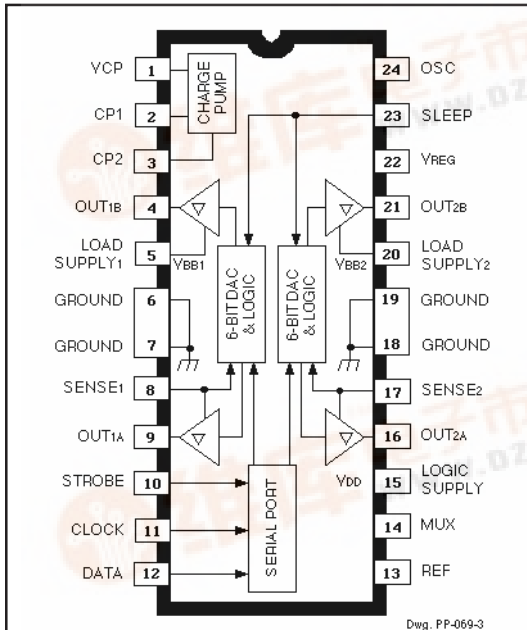 VCP
1
CP1
2
CP2
3
OUT1B
4
LOAD
SUPPLY1
5
GROUND
6
GROUND
7
SENSE1
8
OUT1A
9
STROBE
10
CLOCK
11
DATA
12
CHARGE
PUMP
VBB1
6-BIT DAC
& LOGIC
6-BIT DAC
& LOGIC
VBB2
SERIAL PORT
VDD
24
OSC
23
SLEEP
22
VREG
21
OUT2B
20
LOAD
SUPPLY2
19
GROUND
18
GROUND
17
SENSE2
16
OUT2A
15
LOGIC
SUPPLY
14
MUX
13
REF
Dwg. PP-069-3